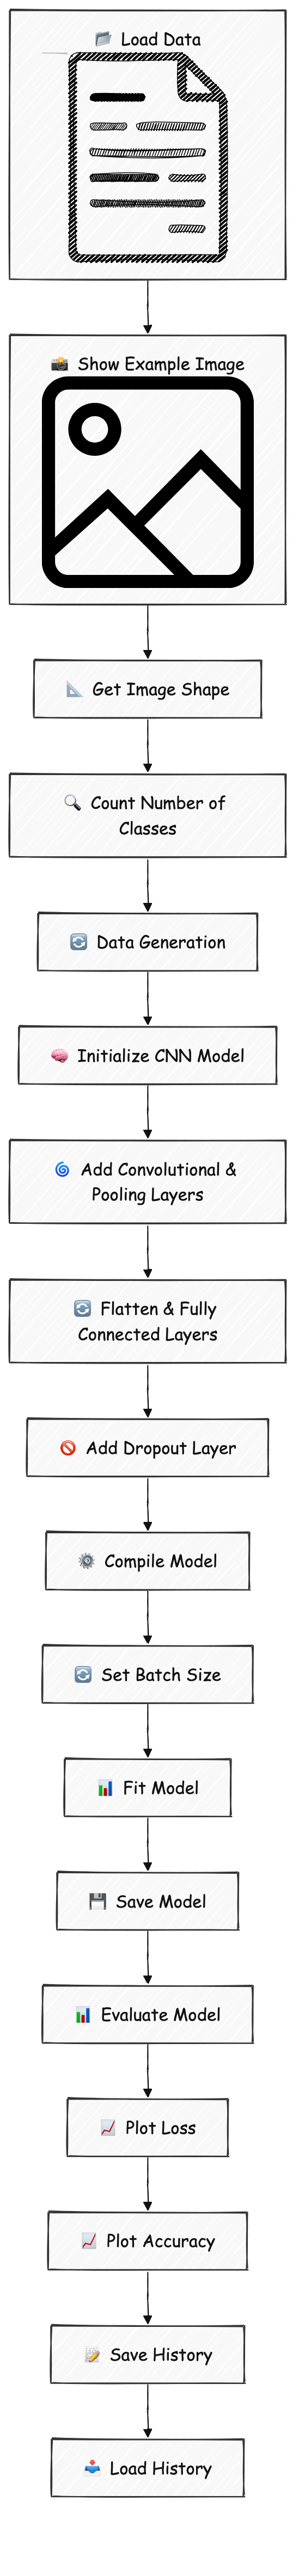 📂 Load Data
📸 Show Example Image
📐 Get Image Shape
🔍 Count Number of
Classes
🔄 Data Generation
🧠 Initialize CNN Model
🌀 Add Convolutional &
Pooling Layers
🔄 Flatten & Fully
Connected Layers
🚫 Add Dropout Layer
⚙️ Compile Model
🔄 Set Batch Size
📊 Fit Model
💾 Save Model
📊 Evaluate Model
📈 Plot Loss
📈 Plot Accuracy
📝 Save History
📥 Load History